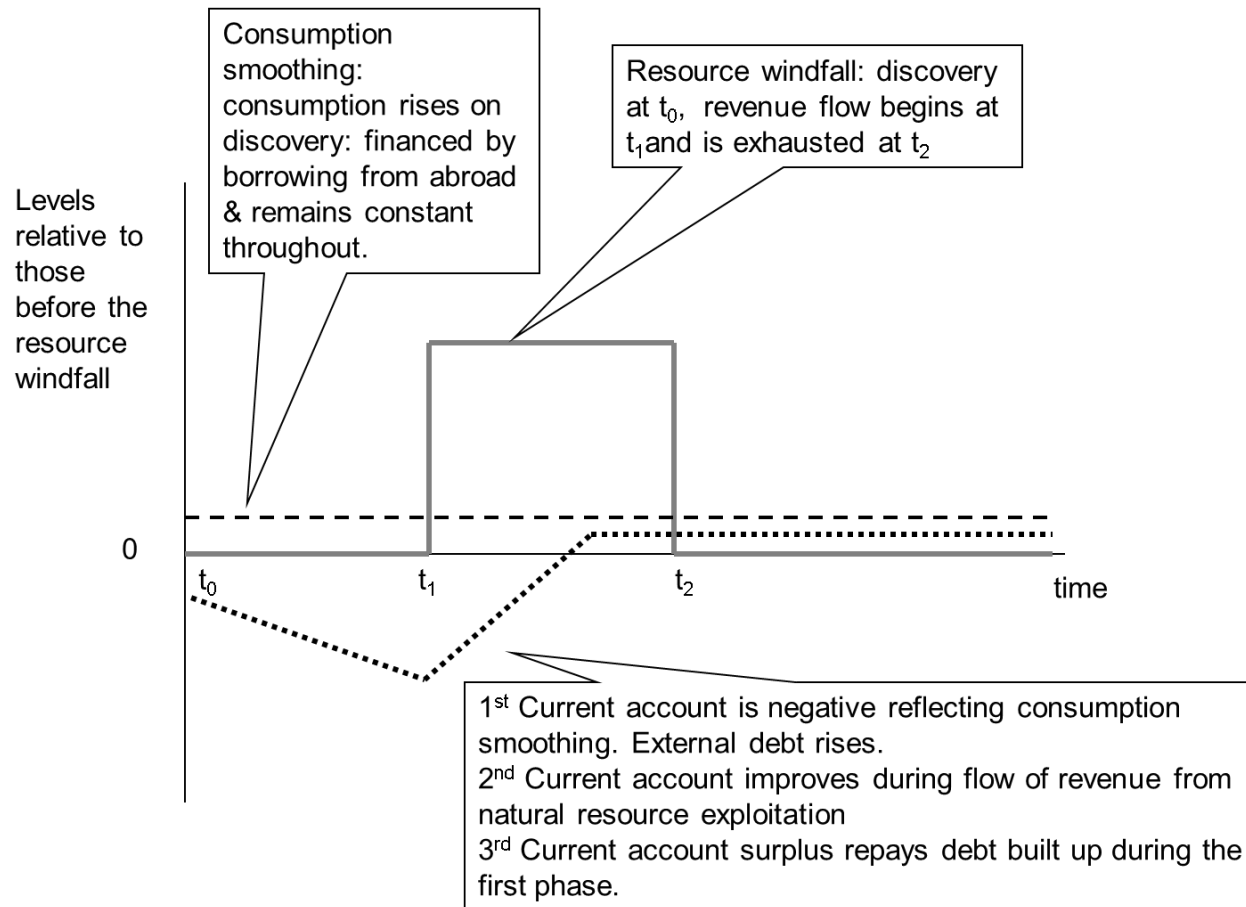 Consumption
smoothing:
consumption rises on
discovery: financed by
borrowing from abroad
& remains constant
throughout.
Resource windfall: discovery
at t₀, revenue flow begins at
t₁and is exhausted at t₂
Levels
relative to
those
before the
resource
windfall
0
t₀
t₁
t₂
time
1ˢᵗ Current account is negative reflecting consumption
smoothing. External debt rises.
2ⁿᵈ Current account improves during flow of revenue from
natural resource exploitation
3ʳᵈ Current account surplus repays debt built up during the
first phase.